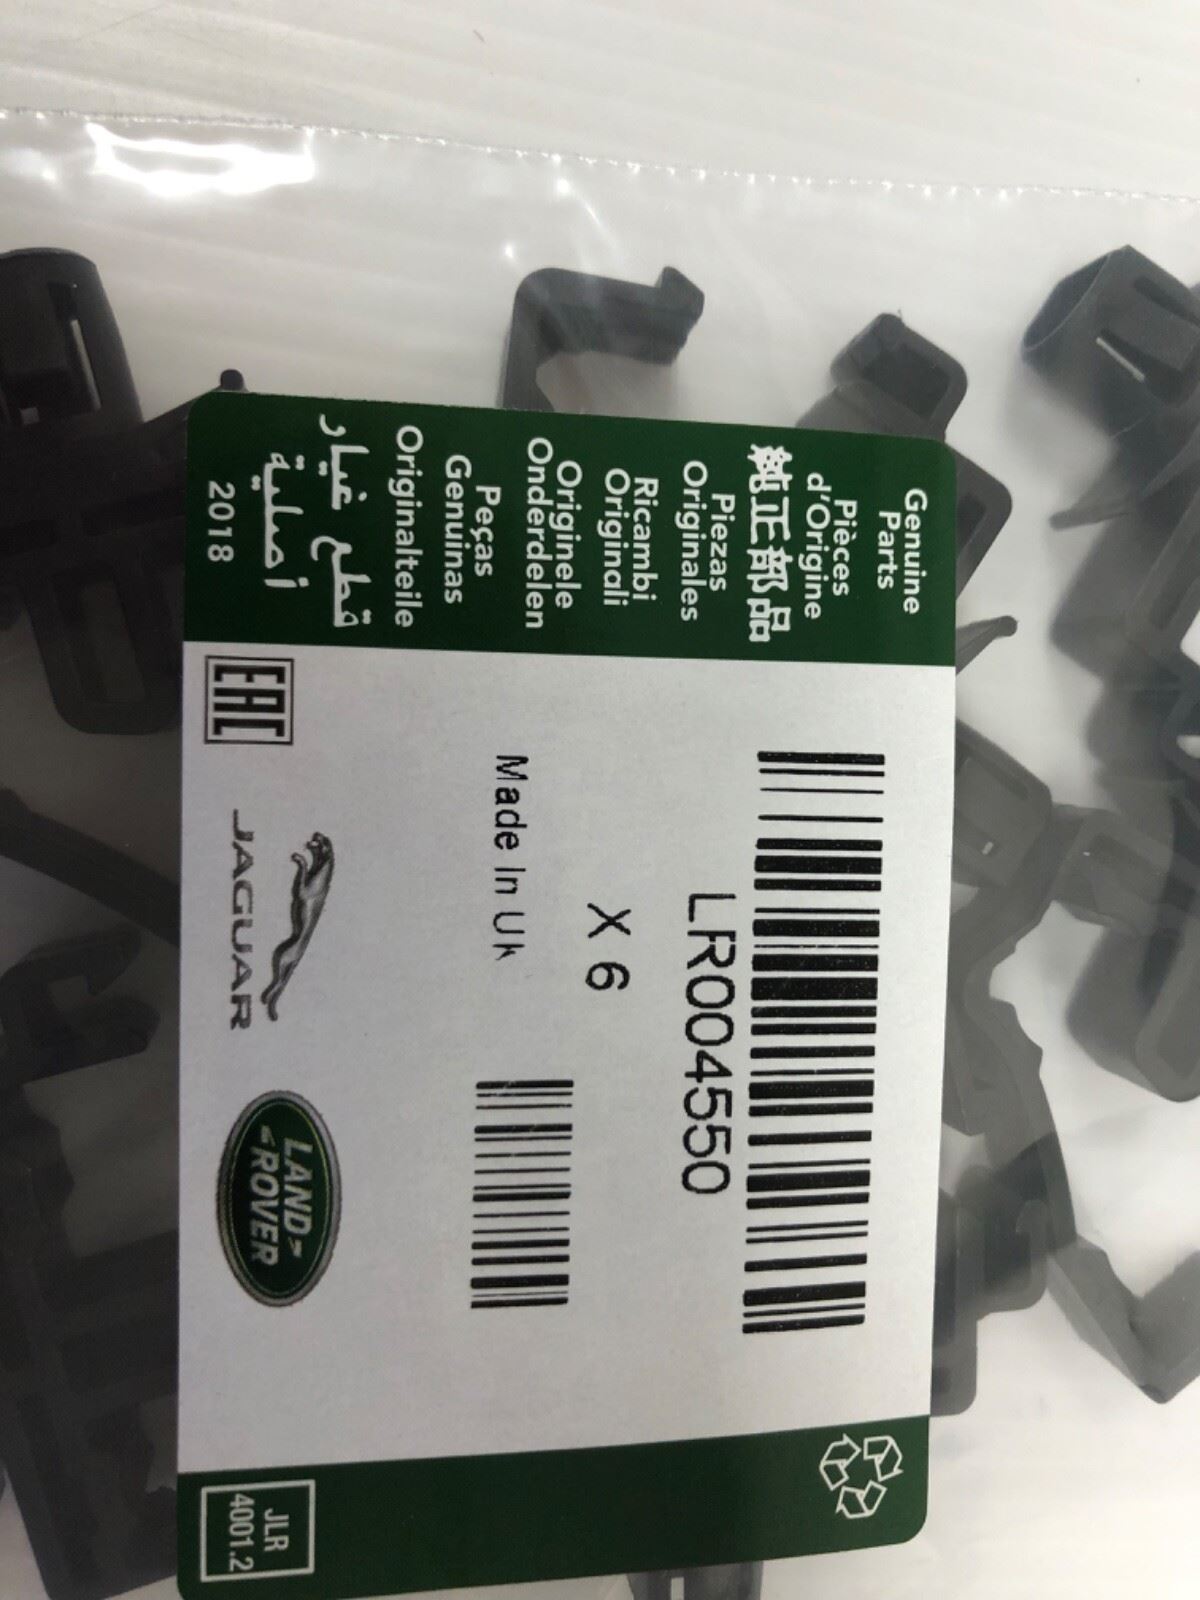 Genuine
Parts
Pièces
d'Origine
純正部品
Piezas
Originales
Ricambi
Originali
Originele
Onderdelen
Peças
Genuinas
Originalteile
قطع غيار
أصلية
2018
LR004550
X 6
Made In UK
EAC
JAGUAR
LAND
ROVER
JLR
4001.2